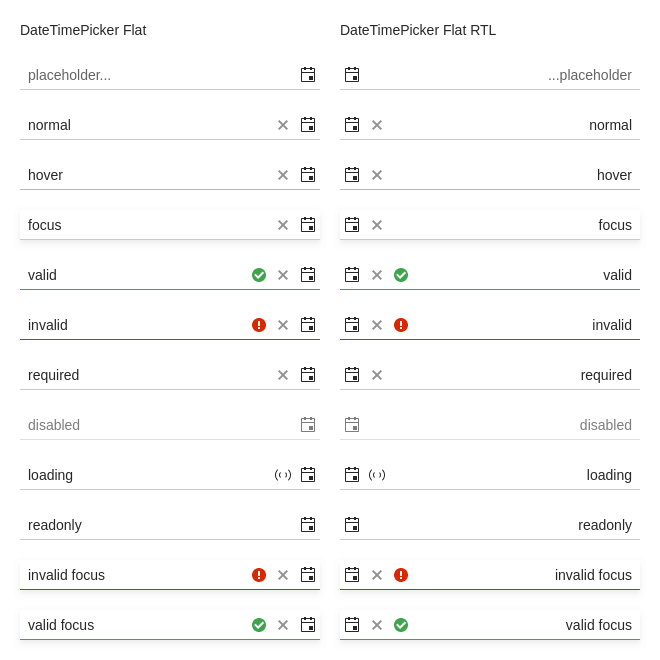 DateTimePicker Flat
placeholder...
normal
hover
focus
valid
invalid
required
disabled
loading
readonly
invalid focus
valid focus
DateTimePicker Flat RTL
...placeholder
normal
hover
focus
valid
invalid
required
disabled
loading
readonly
invalid focus
valid focus